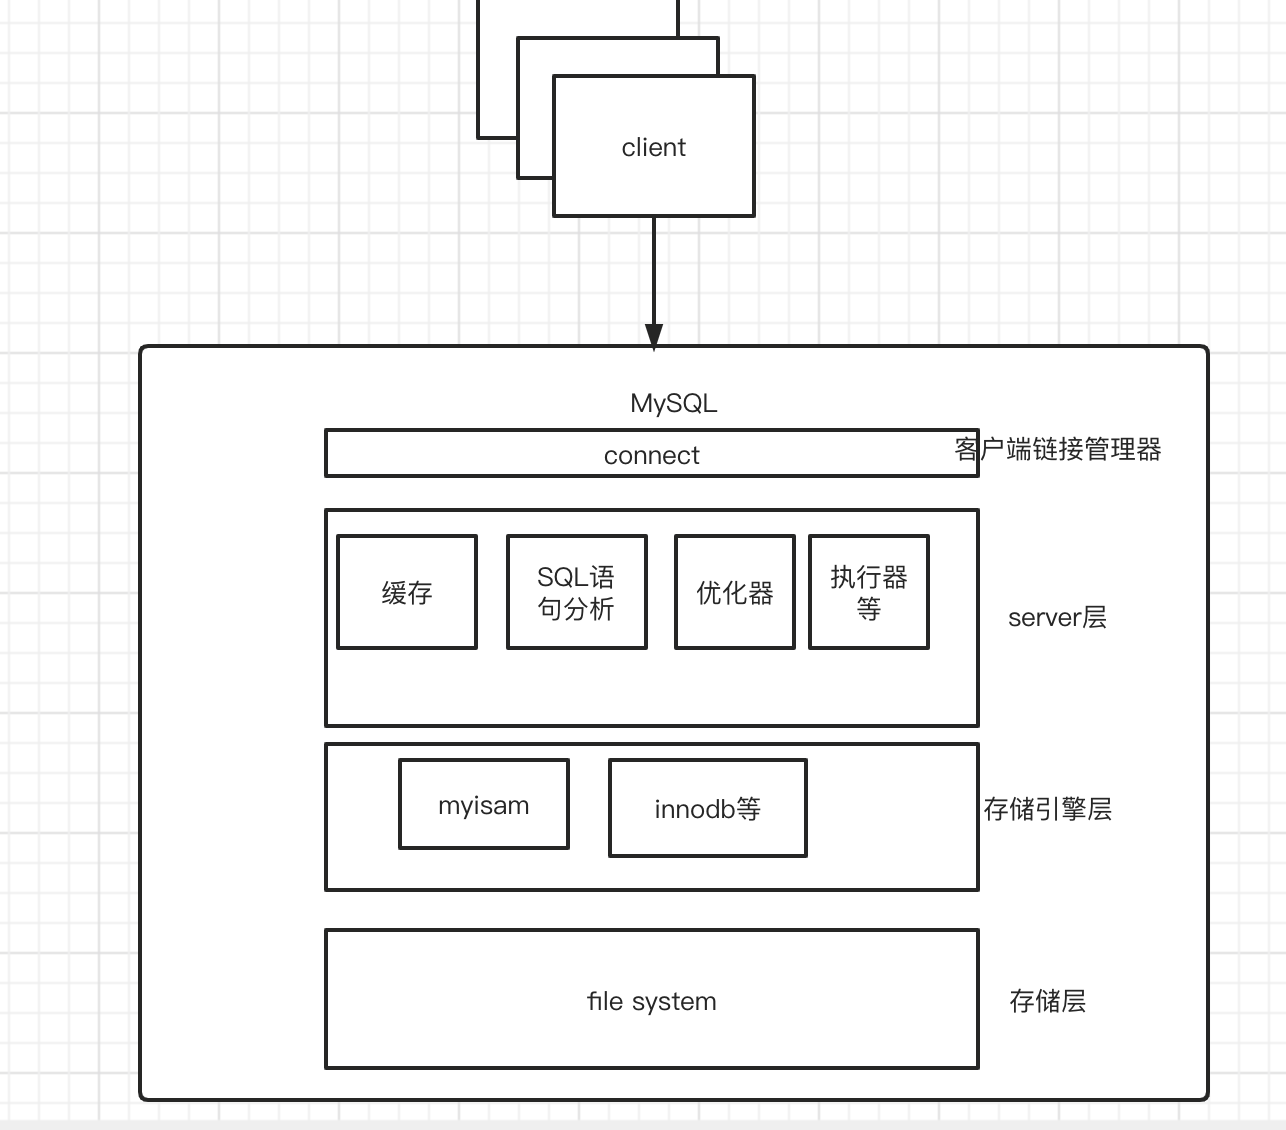 client
MySQL
connect
客户端链接管理器
缓存
SQL语
句分析
优化器
执行器
等
server层
myisam
innodb等
存储引擎层
file system
存储层